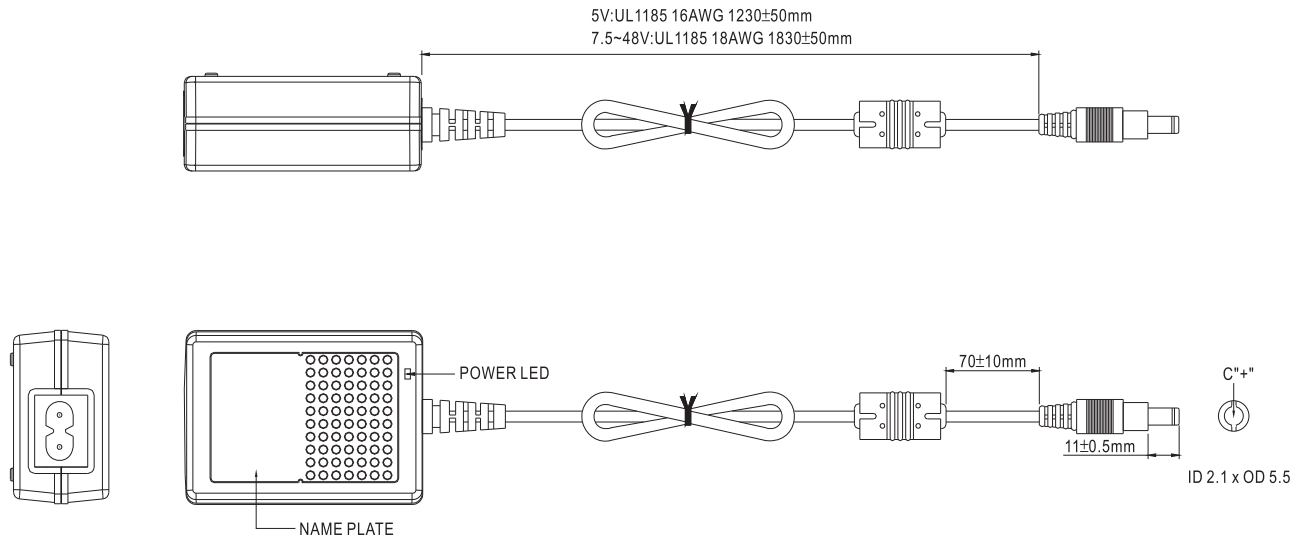 5V:UL1185 16AWG 1230±50mm
7.5~48V:UL1185 18AWG 1830±50mm
POWER LED
70±10mm
C"+"
11±0.5mm
ID 2.1 x OD 5.5
NAME PLATE